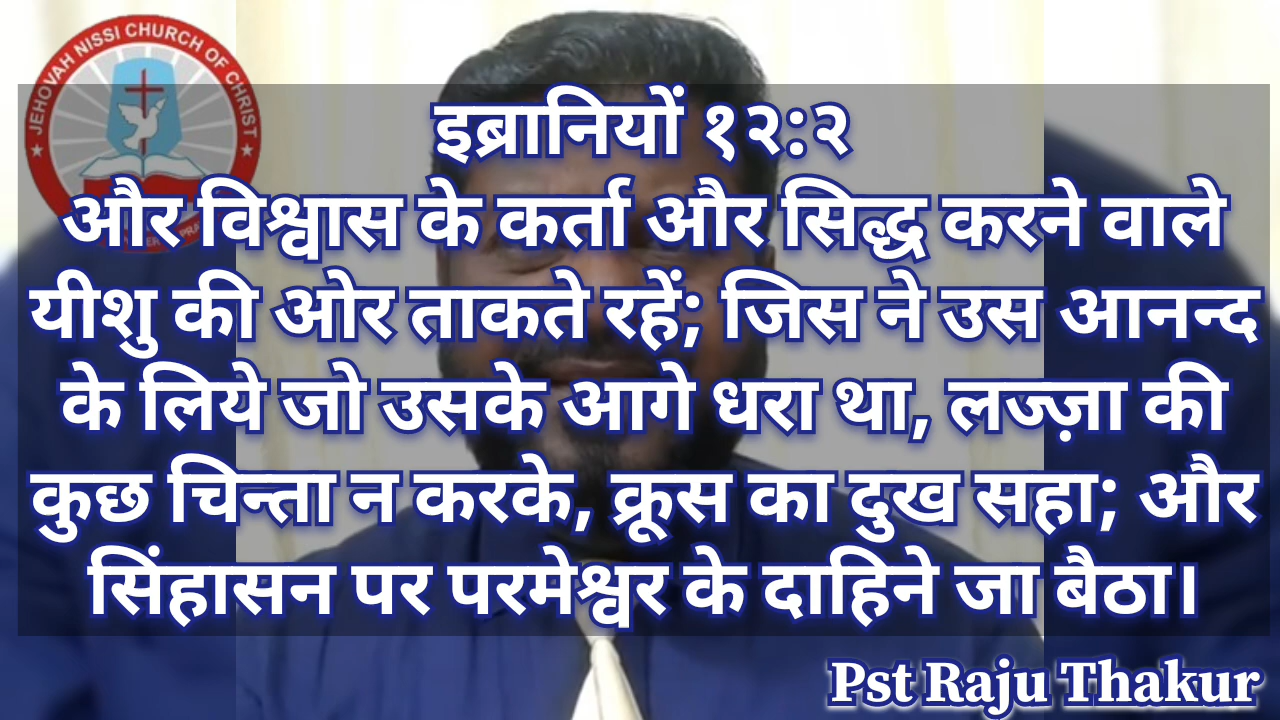 JEHOVAH NISSI CHURCH OF CHRIST
इब्रानियों १२:२
और विश्वास के कर्ता और सिद्ध करने वाले
यीशु की ओर ताकते रहें; जिस ने उस आनन्द
के लिये जो उसके आगे धरा था, लज्ज़ा की
कुछ चिन्ता न करके, क्रूस का दुख सहा; और
सिंहासन पर परमेश्वर के दाहिने जा बैठा।
Pst Raju Thakur